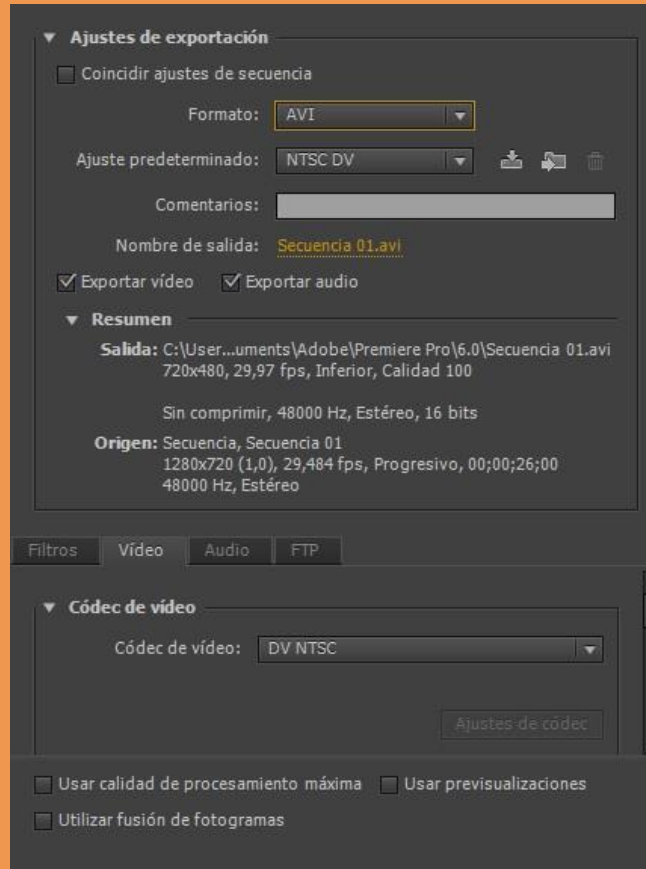 Ajustes de exportación
Coincidir ajustes de secuencia
Formato: AVI
Ajuste predeterminado: NTSC DV
Comentarios:
Nombre de salida: Secuencia 01.avi
Exportar vídeo Exportar audio
Resumen
Salida: C:\User...uments\Adobe\Premiere Pro\6.0\Secuencia 01.avi
720x480, 29,97 fps, Inferior, Calidad 100
Sin comprimir, 48000 Hz, Estéreo, 16 bits
Origen: Secuencia, Secuencia 01
1280x720 (1,0), 29,484 fps, Progresivo, 00;00;26;00
48000 Hz, Estéreo
Filtros Vídeo Audio FTP
Códec de vídeo
Códec de vídeo: DV NTSC
Ajustes de códec
Usar calidad de procesamiento máxima Usar previsualizaciones
Utilizar fusión de fotogramas